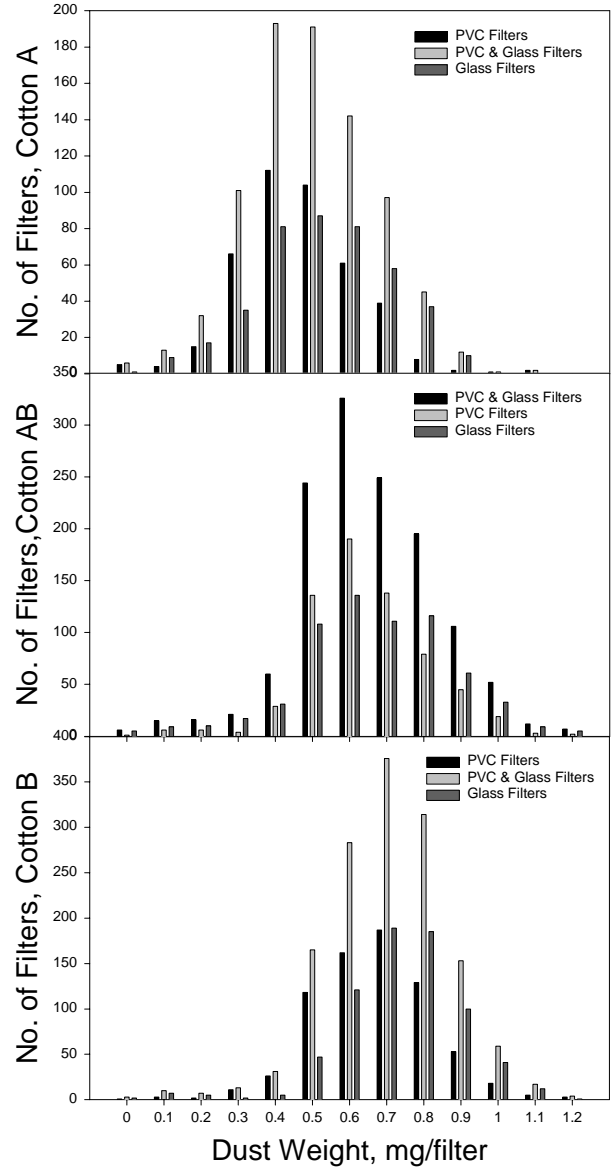 200
180
160
140
120
100
80
60
40
20
0
No. of Filters, Cotton A
PVC Filters
PVC & Glass Filters
Glass Filters
350
300
250
200
150
100
50
0
No. of Filters,Cotton AB
PVC & Glass Filters
PVC Filters
Glass Filters
400
350
300
250
200
150
100
50
0
No. of Filters, Cotton B
PVC Filters
PVC & Glass Filters
Glass Filters
0 0.1 0.2 0.3 0.4 0.5 0.6 0.7 0.8 0.9 1 1.1 1.2
Dust Weight, mg/filter